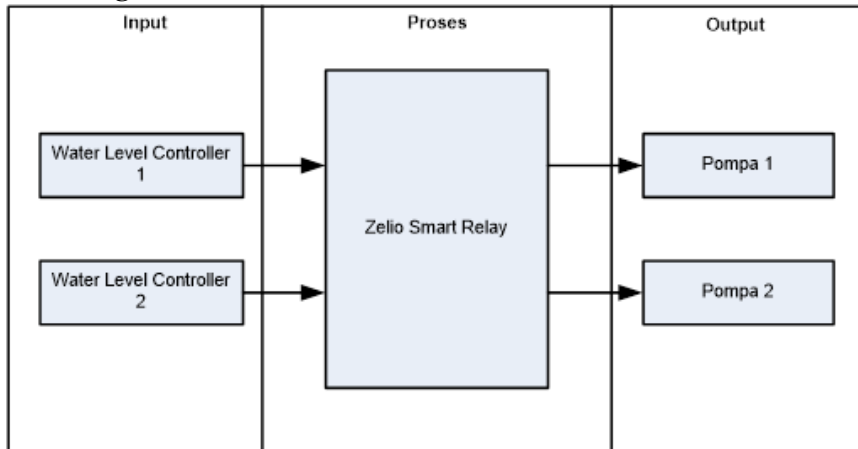 Input
Proses
Output
Water Level Controller
1
Water Level Controller
2
Zelio Smart Relay
Pompa 1
Pompa 2